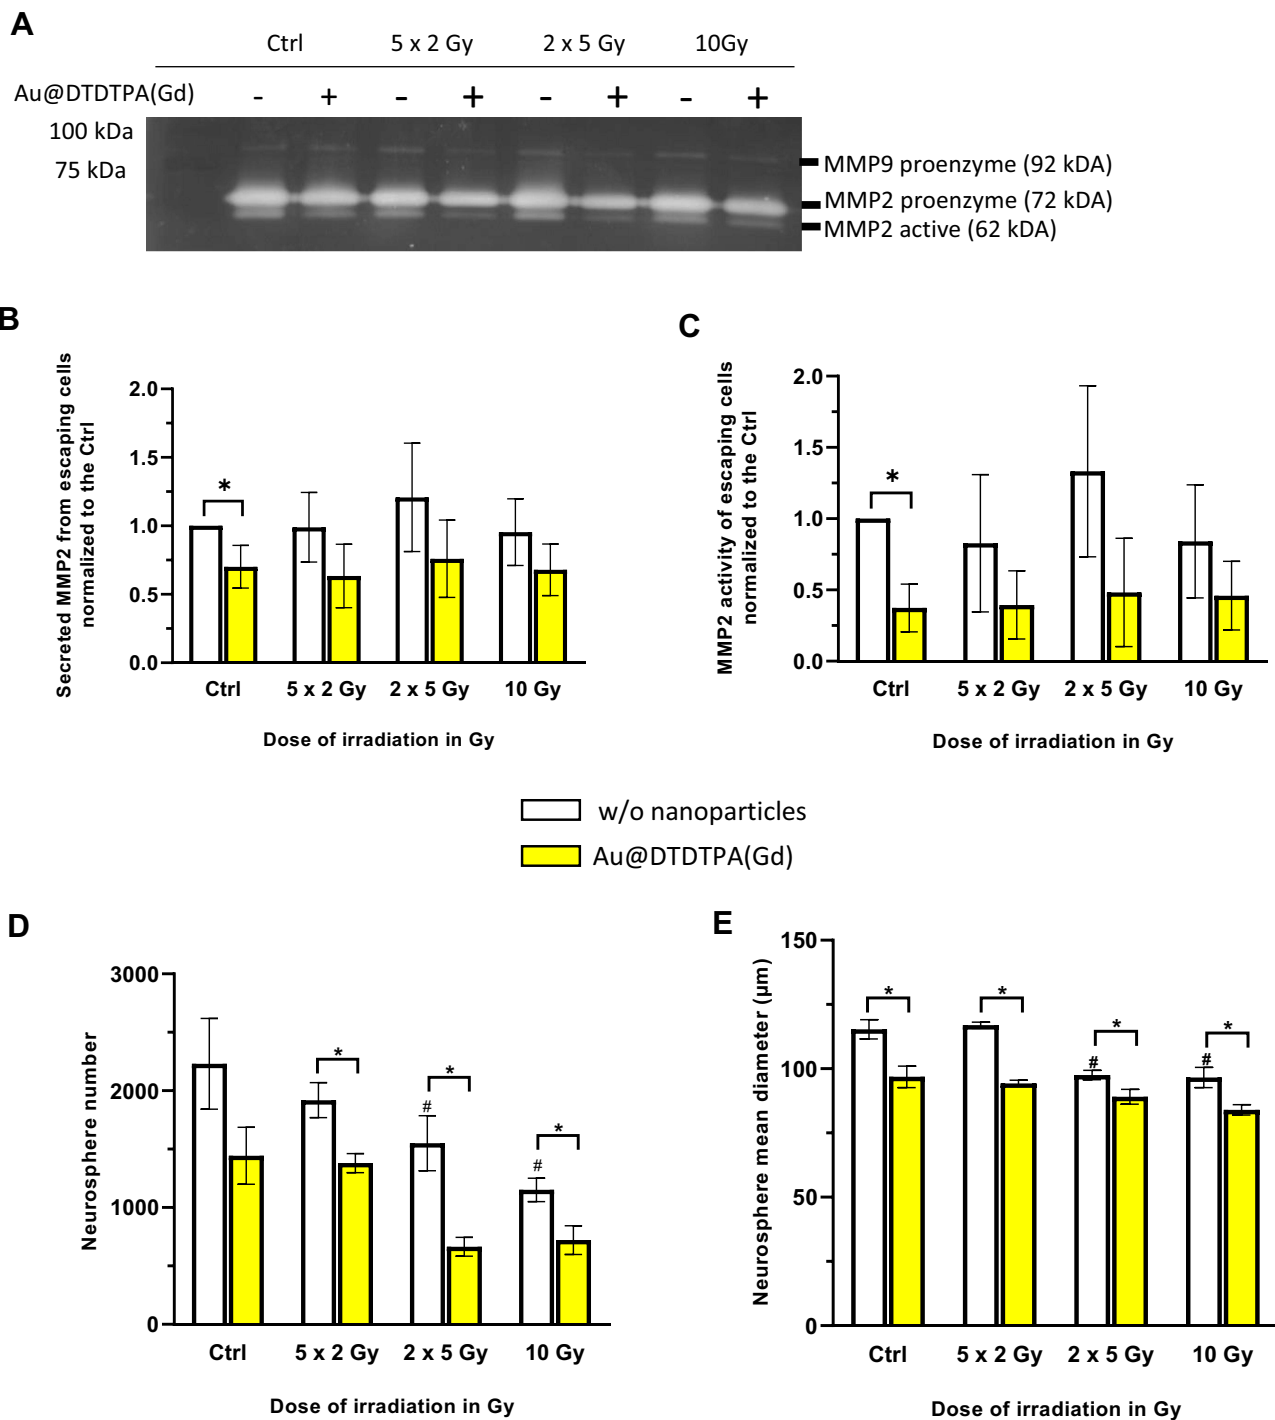 A
Ctrl 5 x 2 Gy 2 x 5 Gy 10Gy
Au@DTDTPA(Gd) - + - + - + - +
100 kDa
75 kDa
MMP9 proenzyme (92 kDA)
MMP2 proenzyme (72 kDA)
MMP2 active (62 kDA)
B
Secreted MMP2 from escaping cells
normalized to the Ctrl
2.0
1.5
1.0
0.5
0.0
*
Ctrl 5 x 2 Gy 2 x 5 Gy 10 Gy
Dose of irradiation in Gy
C
MMP2 activity of escaping cells
normalized to the Ctrl
2.0
1.5
1.0
0.5
0.0
*
Ctrl 5 x 2 Gy 2 x 5 Gy 10 Gy
Dose of irradiation in Gy
w/o nanoparticles
Au@DTDTPA(Gd)
D
Neurosphere number
3000
2000
1000
0
* * *
# #
Ctrl 5 x 2 Gy 2 x 5 Gy 10 Gy
Dose of irradiation in Gy
E
Neurosphere mean diameter (µm)
150
100
50
0
* * * *
# #
Ctrl 5 x 2 Gy 2 x 5 Gy 10 Gy
Dose of irradiation in Gy